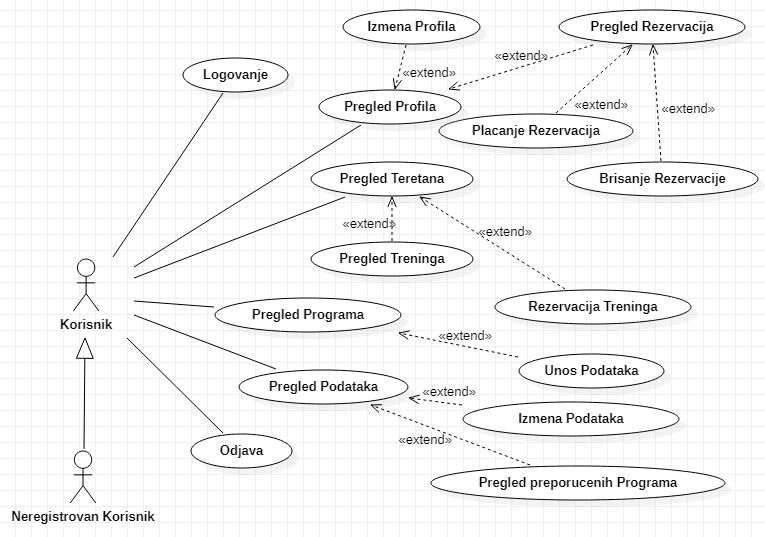 Izmena Profila
Pregled Rezervacija
«extend»
Logovanje
«extend»
Pregled Profila
«extend»
«extend»
Placanje Rezervacija
Pregled Teretana
Brisanje Rezervacije
«extend»
«extend»
Pregled Treninga
Rezervacija Treninga
Korisnik
Pregled Programa
«extend»
Unos Podataka
Pregled Podataka
«extend»
Izmena Podataka
«extend»
Odjava
Pregled preporucenih Programa
Neregistrovan Korisnik